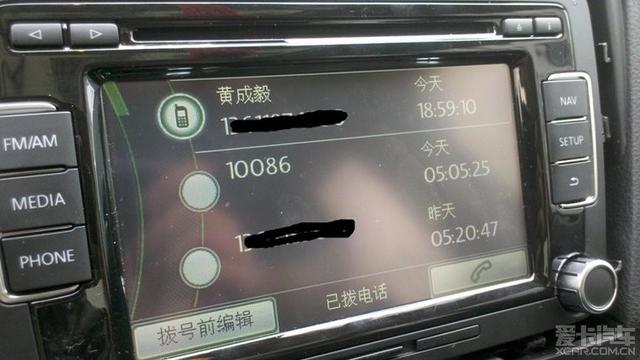 黄成毅
今天
18:59:10
10086
今天
05:05:25
昨天
05:20:47
拨号前编辑
已拨电话
FM/AM
MEDIA
PHONE
NAV
SETUP
爱卡汽车
XCAR.COM.CN